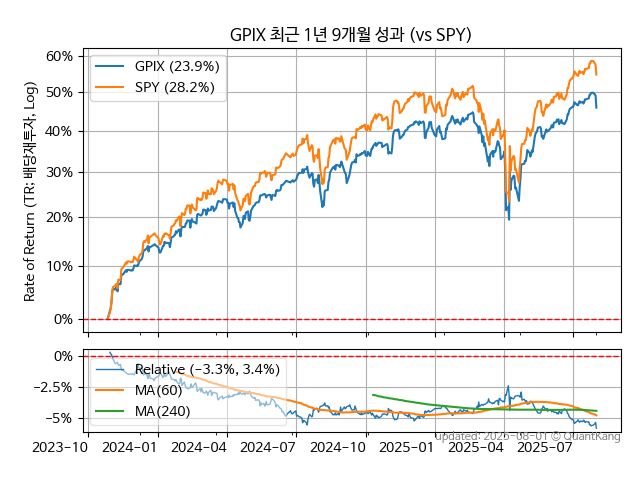 GPIX 최근 1년 9개월 성과 (vs SPY)
Rate of Return (TR: 배당재투자, Log)
60%
50%
40%
30%
20%
10%
0%
GPIX (23.9%)
SPY (28.2%)
0%
−2.5%
−5%
Relative (−3.3%, 3.4%)
MA(60)
MA(240)
updated: 2025-08-01 © QuantKang
2023−10 2024−01 2024−04 2024−07 2024−10 2025−01 2025−04 2025−07